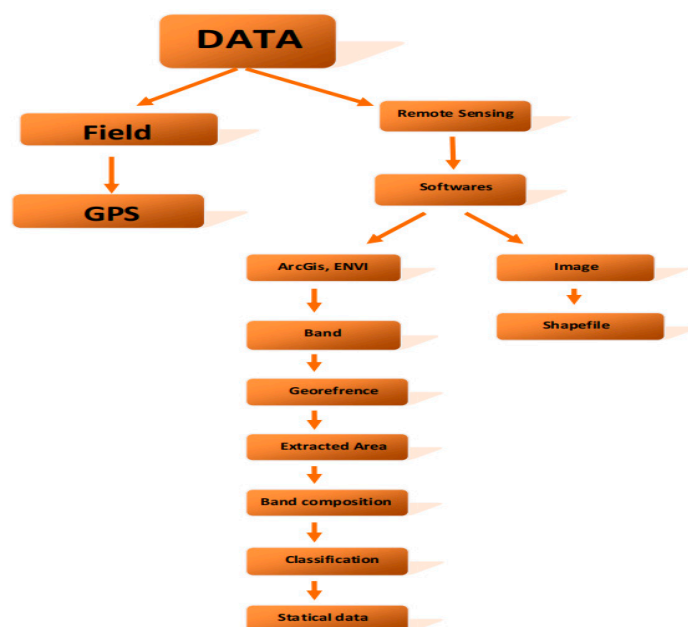 DATA
Field
Remote Sensing
GPS
Softwares
ArcGis, ENVI
Image
Band
Shapefile
Georefrence
Extracted Area
Band composition
Classification
Statical data